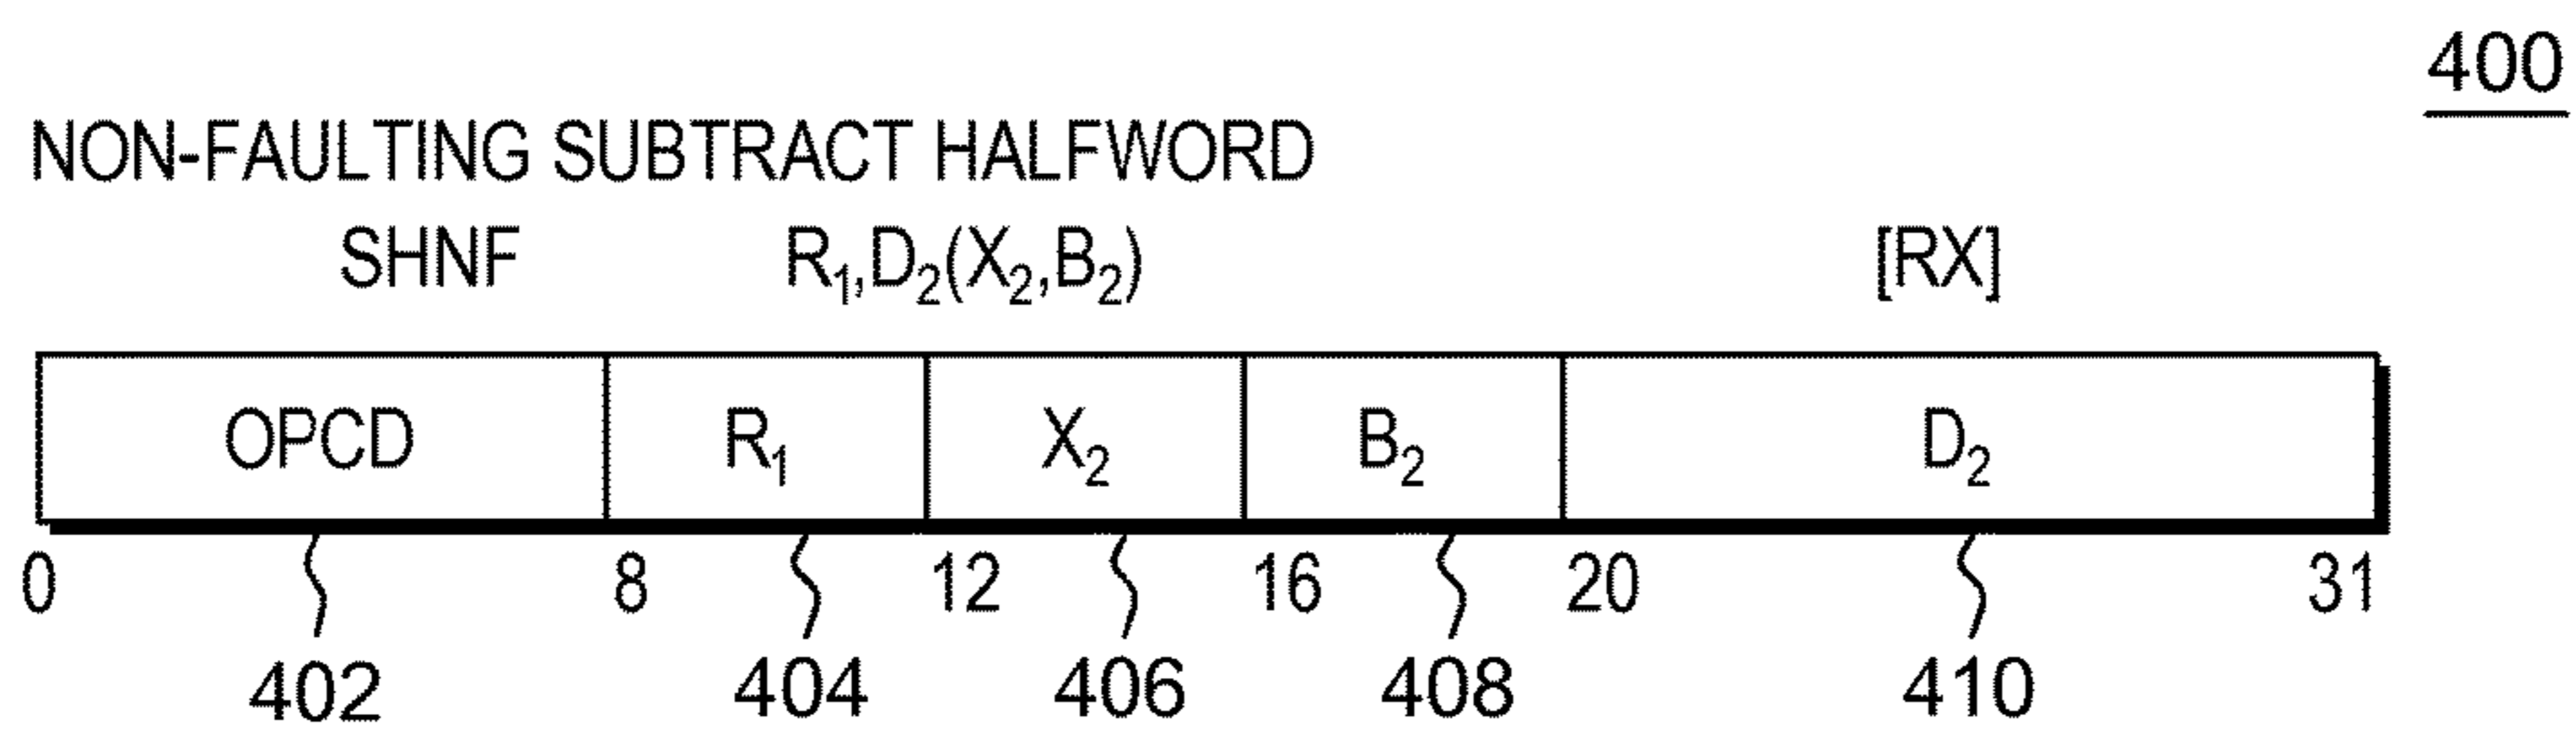 400
NON-FAULTING SUBTRACT HALFWORD
SHNF R₁,D₂(X₂,B₂) [RX]
OPCD R₁ X₂ B₂ D₂
0 8 12 16 20 31
402 404 406 408 410